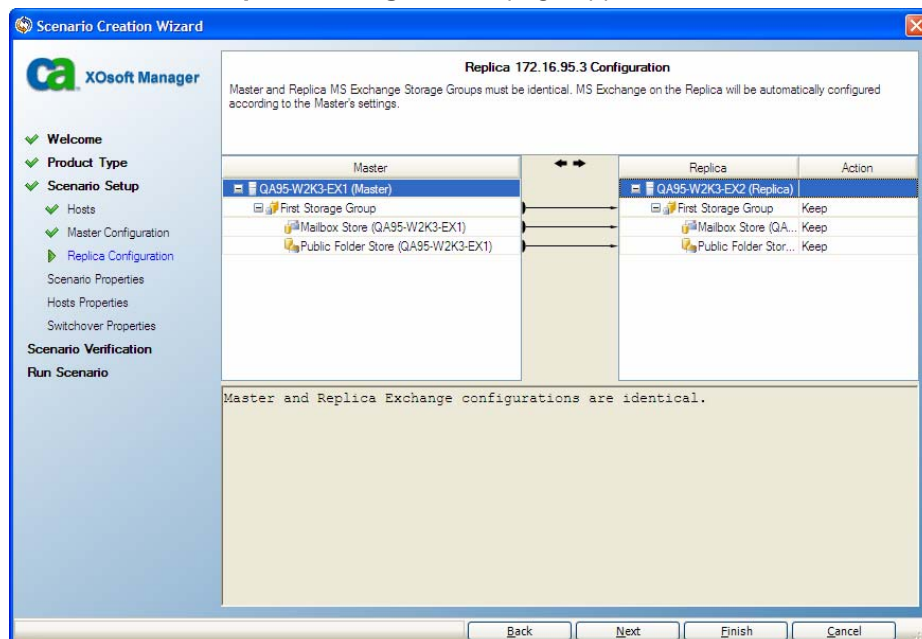 Scenario Creation Wizard
ca XOsoft Manager
Welcome
Product Type
Scenario Setup
Hosts
Master Configuration
Replica Configuration
Scenario Properties
Hosts Properties
Switchover Properties
Scenario Verification
Run Scenario
Replica 172.16.95.3 Configuration
Master and Replica MS Exchange Storage Groups must be identical. MS Exchange on the Replica will be automatically configured
according to the Master's settings.
Master
Replica Action
QA95-W2K3-EX1 (Master)
QA95-W2K3-EX2 (Replica)
First Storage Group
First Storage Group Keep
Mailbox Store (QA95-W2K3-EX1)
Mailbox Store (QA... Keep
Public Folder Store (QA95-W2K3-EX1)
Public Folder Stor... Keep
Master and Replica Exchange configurations are identical.
Back Next Finish Cancel